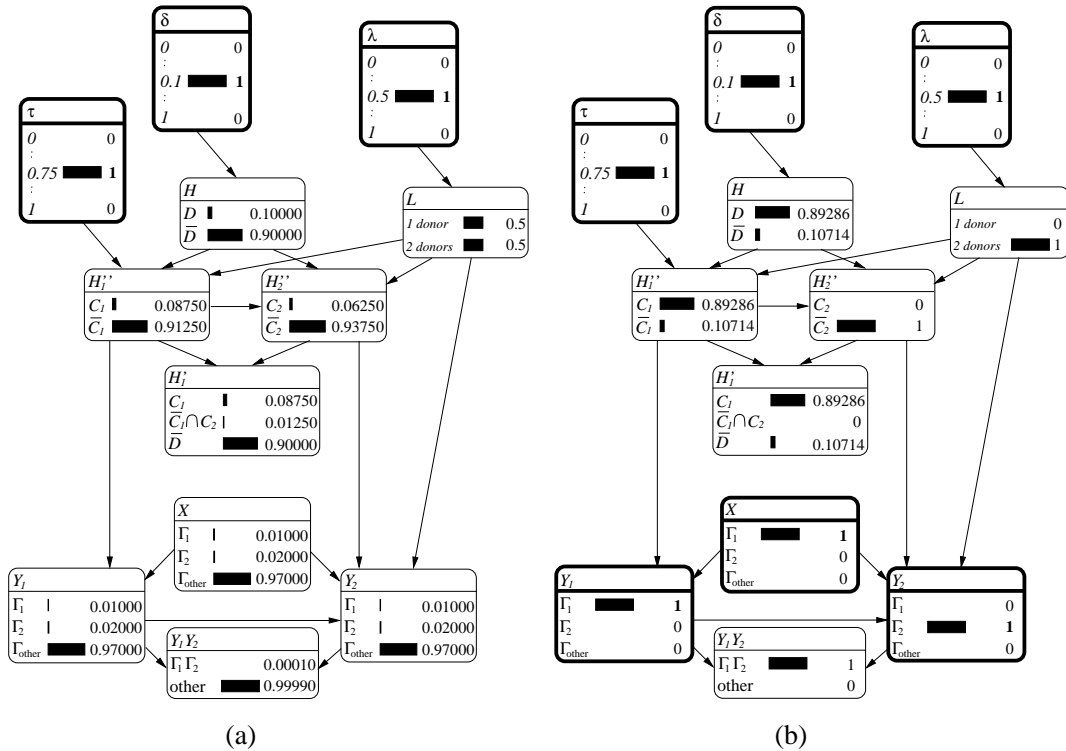 δ
0 0
:
0.1 1
:
1 0
λ
0 0
:
0.5 1
:
1 0
τ
0 0
:
0.75 1
:
1 0
H
D 0.10000
D̅ 0.90000
L
1 donor 0.5
2 donors 0.5
H₁''
C₁ 0.08750
C̅₁ 0.91250
H₂''
C₂ 0.06250
C̅₂ 0.93750
H₁'
C₁ 0.08750
C̅₁∩C₂ 0.01250
D̅ 0.90000
X
Γ₁ 0.01000
Γ₂ 0.02000
Γother 0.97000
Y₁
Γ₁ 0.01000
Γ₂ 0.02000
Γother 0.97000
Y₂
Γ₁ 0.01000
Γ₂ 0.02000
Γother 0.97000
Y₁Y₂
Γ₁Γ₂ 0.00010
other 0.99990
(a)
δ
0 0
:
0.1 1
:
1 0
λ
0 0
:
0.5 1
:
1 0
τ
0 0
:
0.75 1
:
1 0
H
D 0.89286
D̅ 0.10714
L
1 donor 0
2 donors 1
H₁''
C₁ 0.89286
C̅₁ 0.10714
H₂''
C₂ 0
C̅₂ 1
H₁'
C₁ 0.89286
C̅₁∩C₂ 0
D̅ 0.10714
X
Γ₁ 1
Γ₂ 0
Γother 0
Y₁
Γ₁ 1
Γ₂ 0
Γother 0
Y₂
Γ₁ 0
Γ₂ 1
Γother 0
Y₁Y₂
Γ₁Γ₂ 1
other 0
(b)